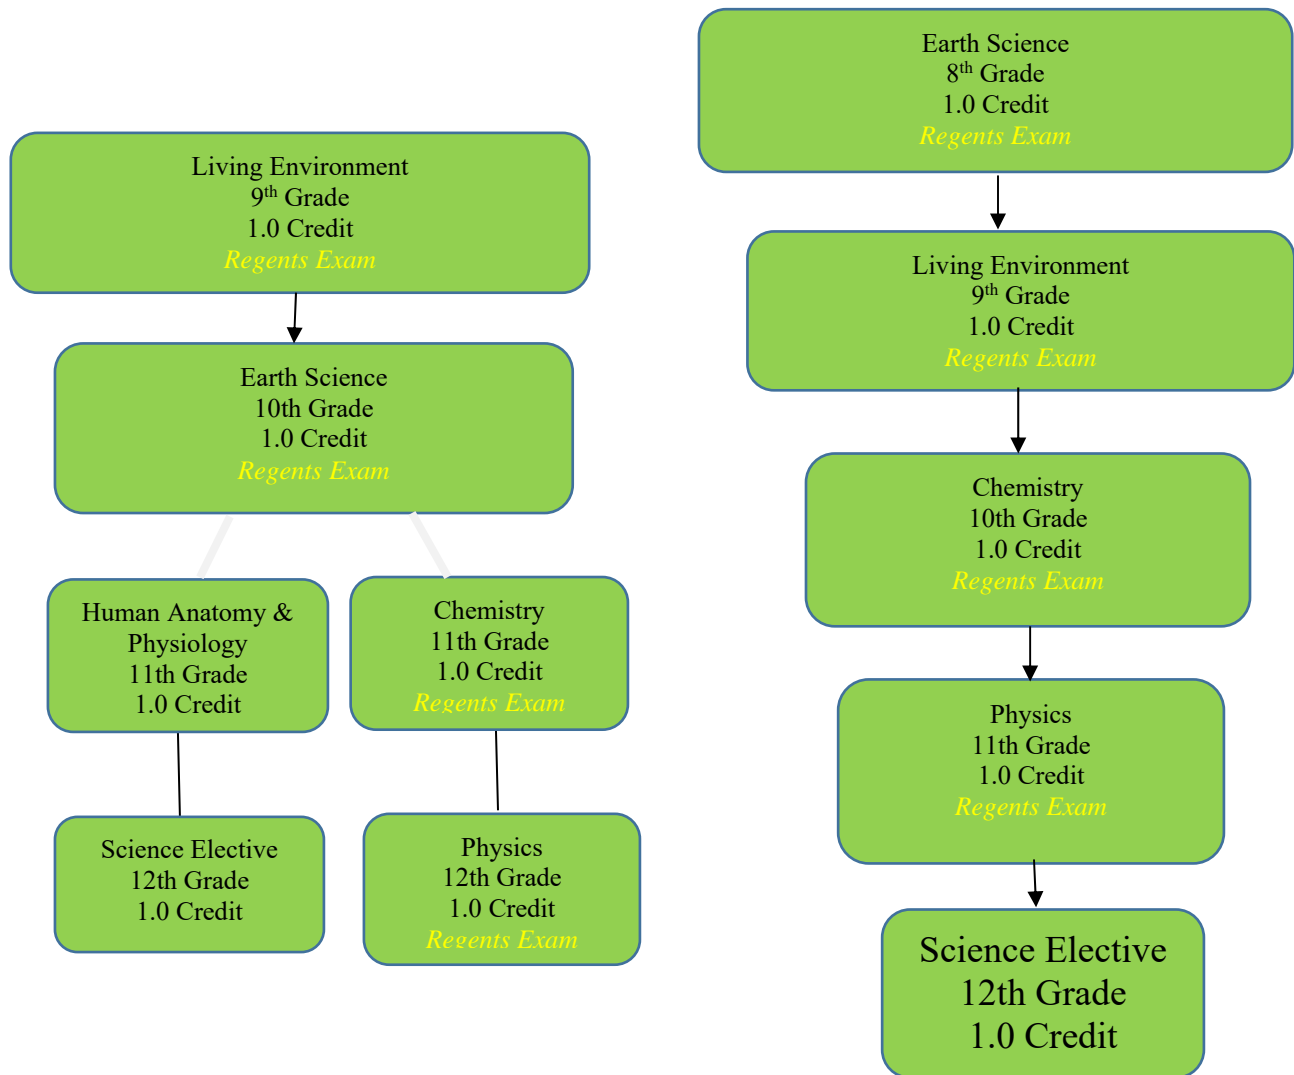 Living Environment
9th Grade
1.0 Credit
Regents Exam
Earth Science
10th Grade
1.0 Credit
Regents Exam
Human Anatomy &
Physiology
11th Grade
1.0 Credit
Chemistry
11th Grade
1.0 Credit
Regents Exam
Science Elective
12th Grade
1.0 Credit
Physics
12th Grade
1.0 Credit
Regents Exam
Earth Science
8th Grade
1.0 Credit
Regents Exam
Living Environment
9th Grade
1.0 Credit
Regents Exam
Chemistry
10th Grade
1.0 Credit
Regents Exam
Physics
11th Grade
1.0 Credit
Regents Exam
Science Elective
12th Grade
1.0 Credit